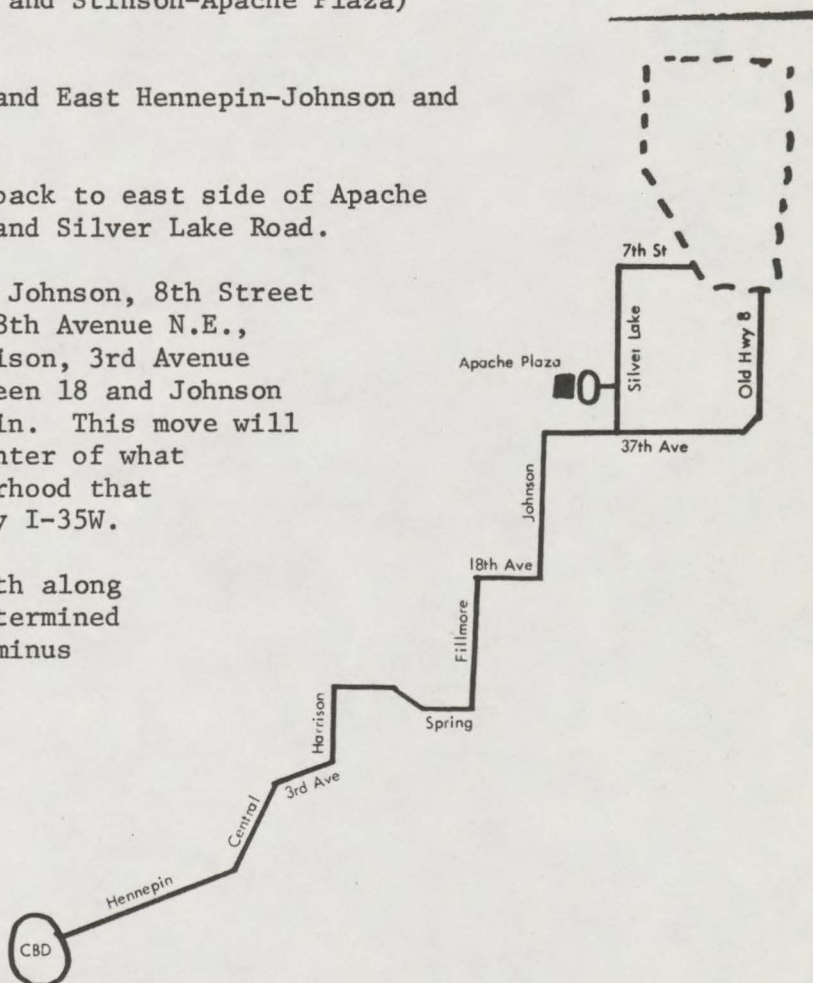 and Stinson-Apache Plaza)
and East Hennepin-Johnson and
back to east side of Apache
and Silver Lake Road.
Johnson, 8th Street
8th Avenue N.E.,
ison, 3rd Avenue
een 18 and Johnson
in. This move will
nter of what
rhood that
y I-35W.
th along
termined
minus
7th St
Silver Lake
Old Hwy 8
Apache Plaza
37th Ave
Johnson
18th Ave
Fillmore
Spring
Harrison
3rd Ave
Central
Hennepin
CBD